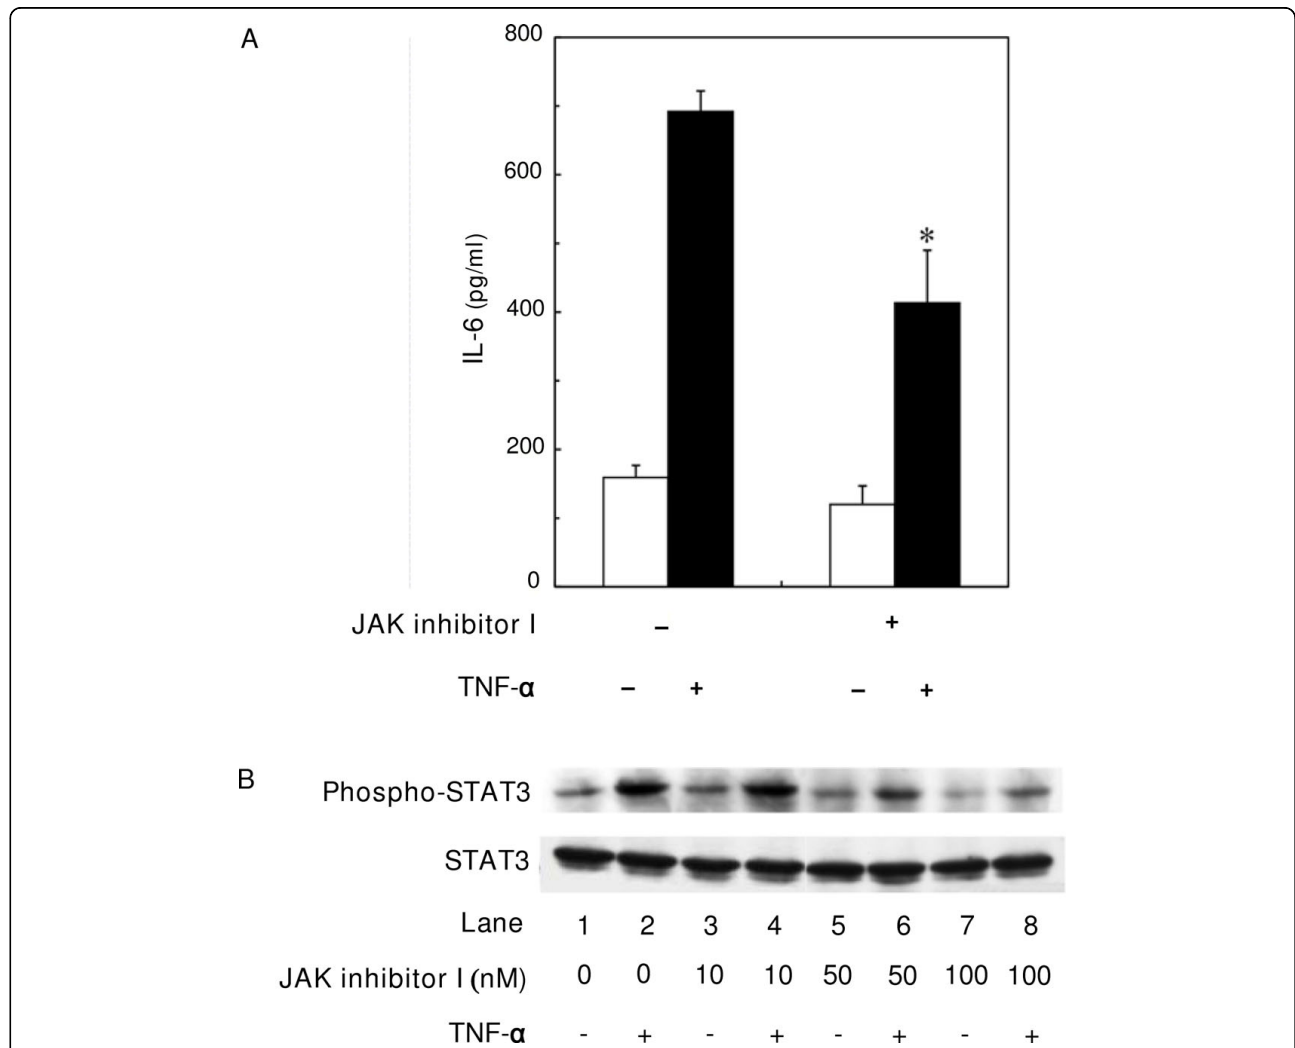 A
800
600
400
200
0
IL-6 (pg/ml)
*
JAK inhibitor I – +
TNF-α – + – +
B
Phospho-STAT3
STAT3
Lane 1 2 3 4 5 6 7 8
JAK inhibitor I (nM) 0 0 10 10 50 50 100 100
TNF-α - + - + - + - +